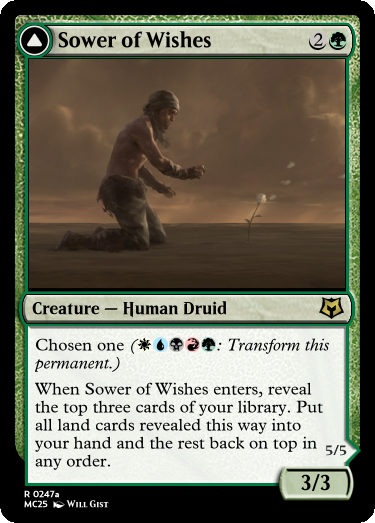 Sower of Wishes 2
Creature — Human Druid
Chosen one (: Transform this
permanent.)
When Sower of Wishes enters, reveal
the top three cards of your library. Put
all land cards revealed this way into
your hand and the rest back on top in
any order.
5/5
3/3
R 0247a
MC25 Will Gist